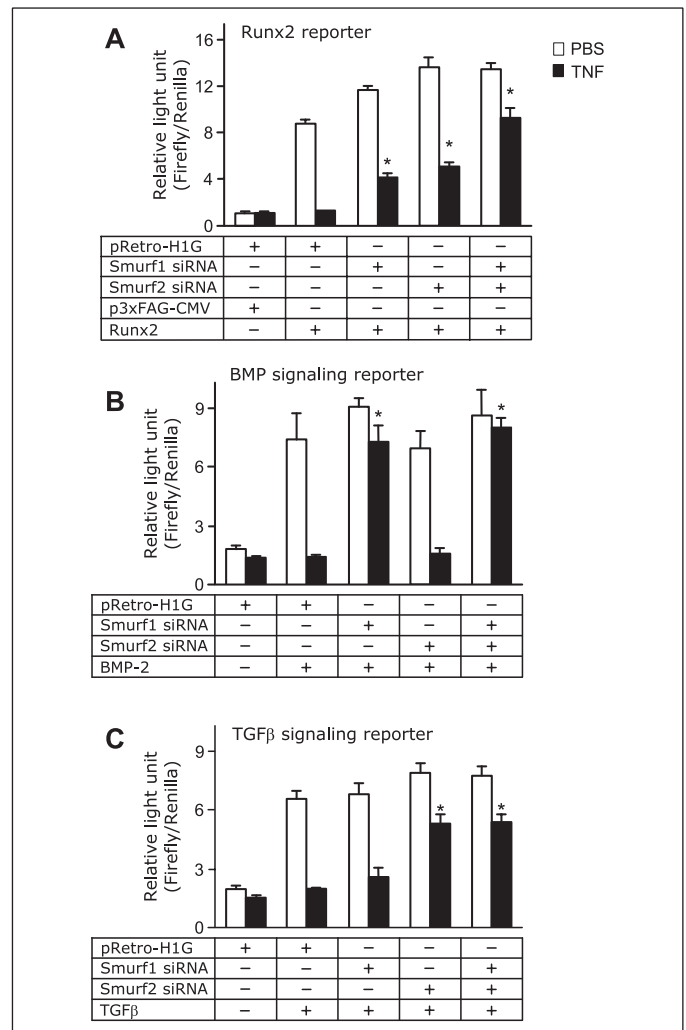 A
Runx2 reporter
PBS
TNF
Relative light unit
(Firefly/Renilla)
16
12
8
4
0
* * *
pRetro-H1G + + – – –
Smurf1 siRNA – – + – +
Smurf2 siRNA – – – + +
p3xFAG-CMV + – – – –
Runx2 – + + + +
B
BMP signaling reporter
Relative light unit
(Firefly/Renilla)
9
6
3
0
* *
pRetro-H1G + + – – –
Smurf1 siRNA – – + – +
Smurf2 siRNA – – – + +
BMP-2 – + + + +
C
TGFβ signaling reporter
Relative light unit
(Firefly/Renilla)
9
6
3
0
* *
pRetro-H1G + + – – –
Smurf1 siRNA – – + – +
Smurf2 siRNA – – – + +
TGFβ – + + + +